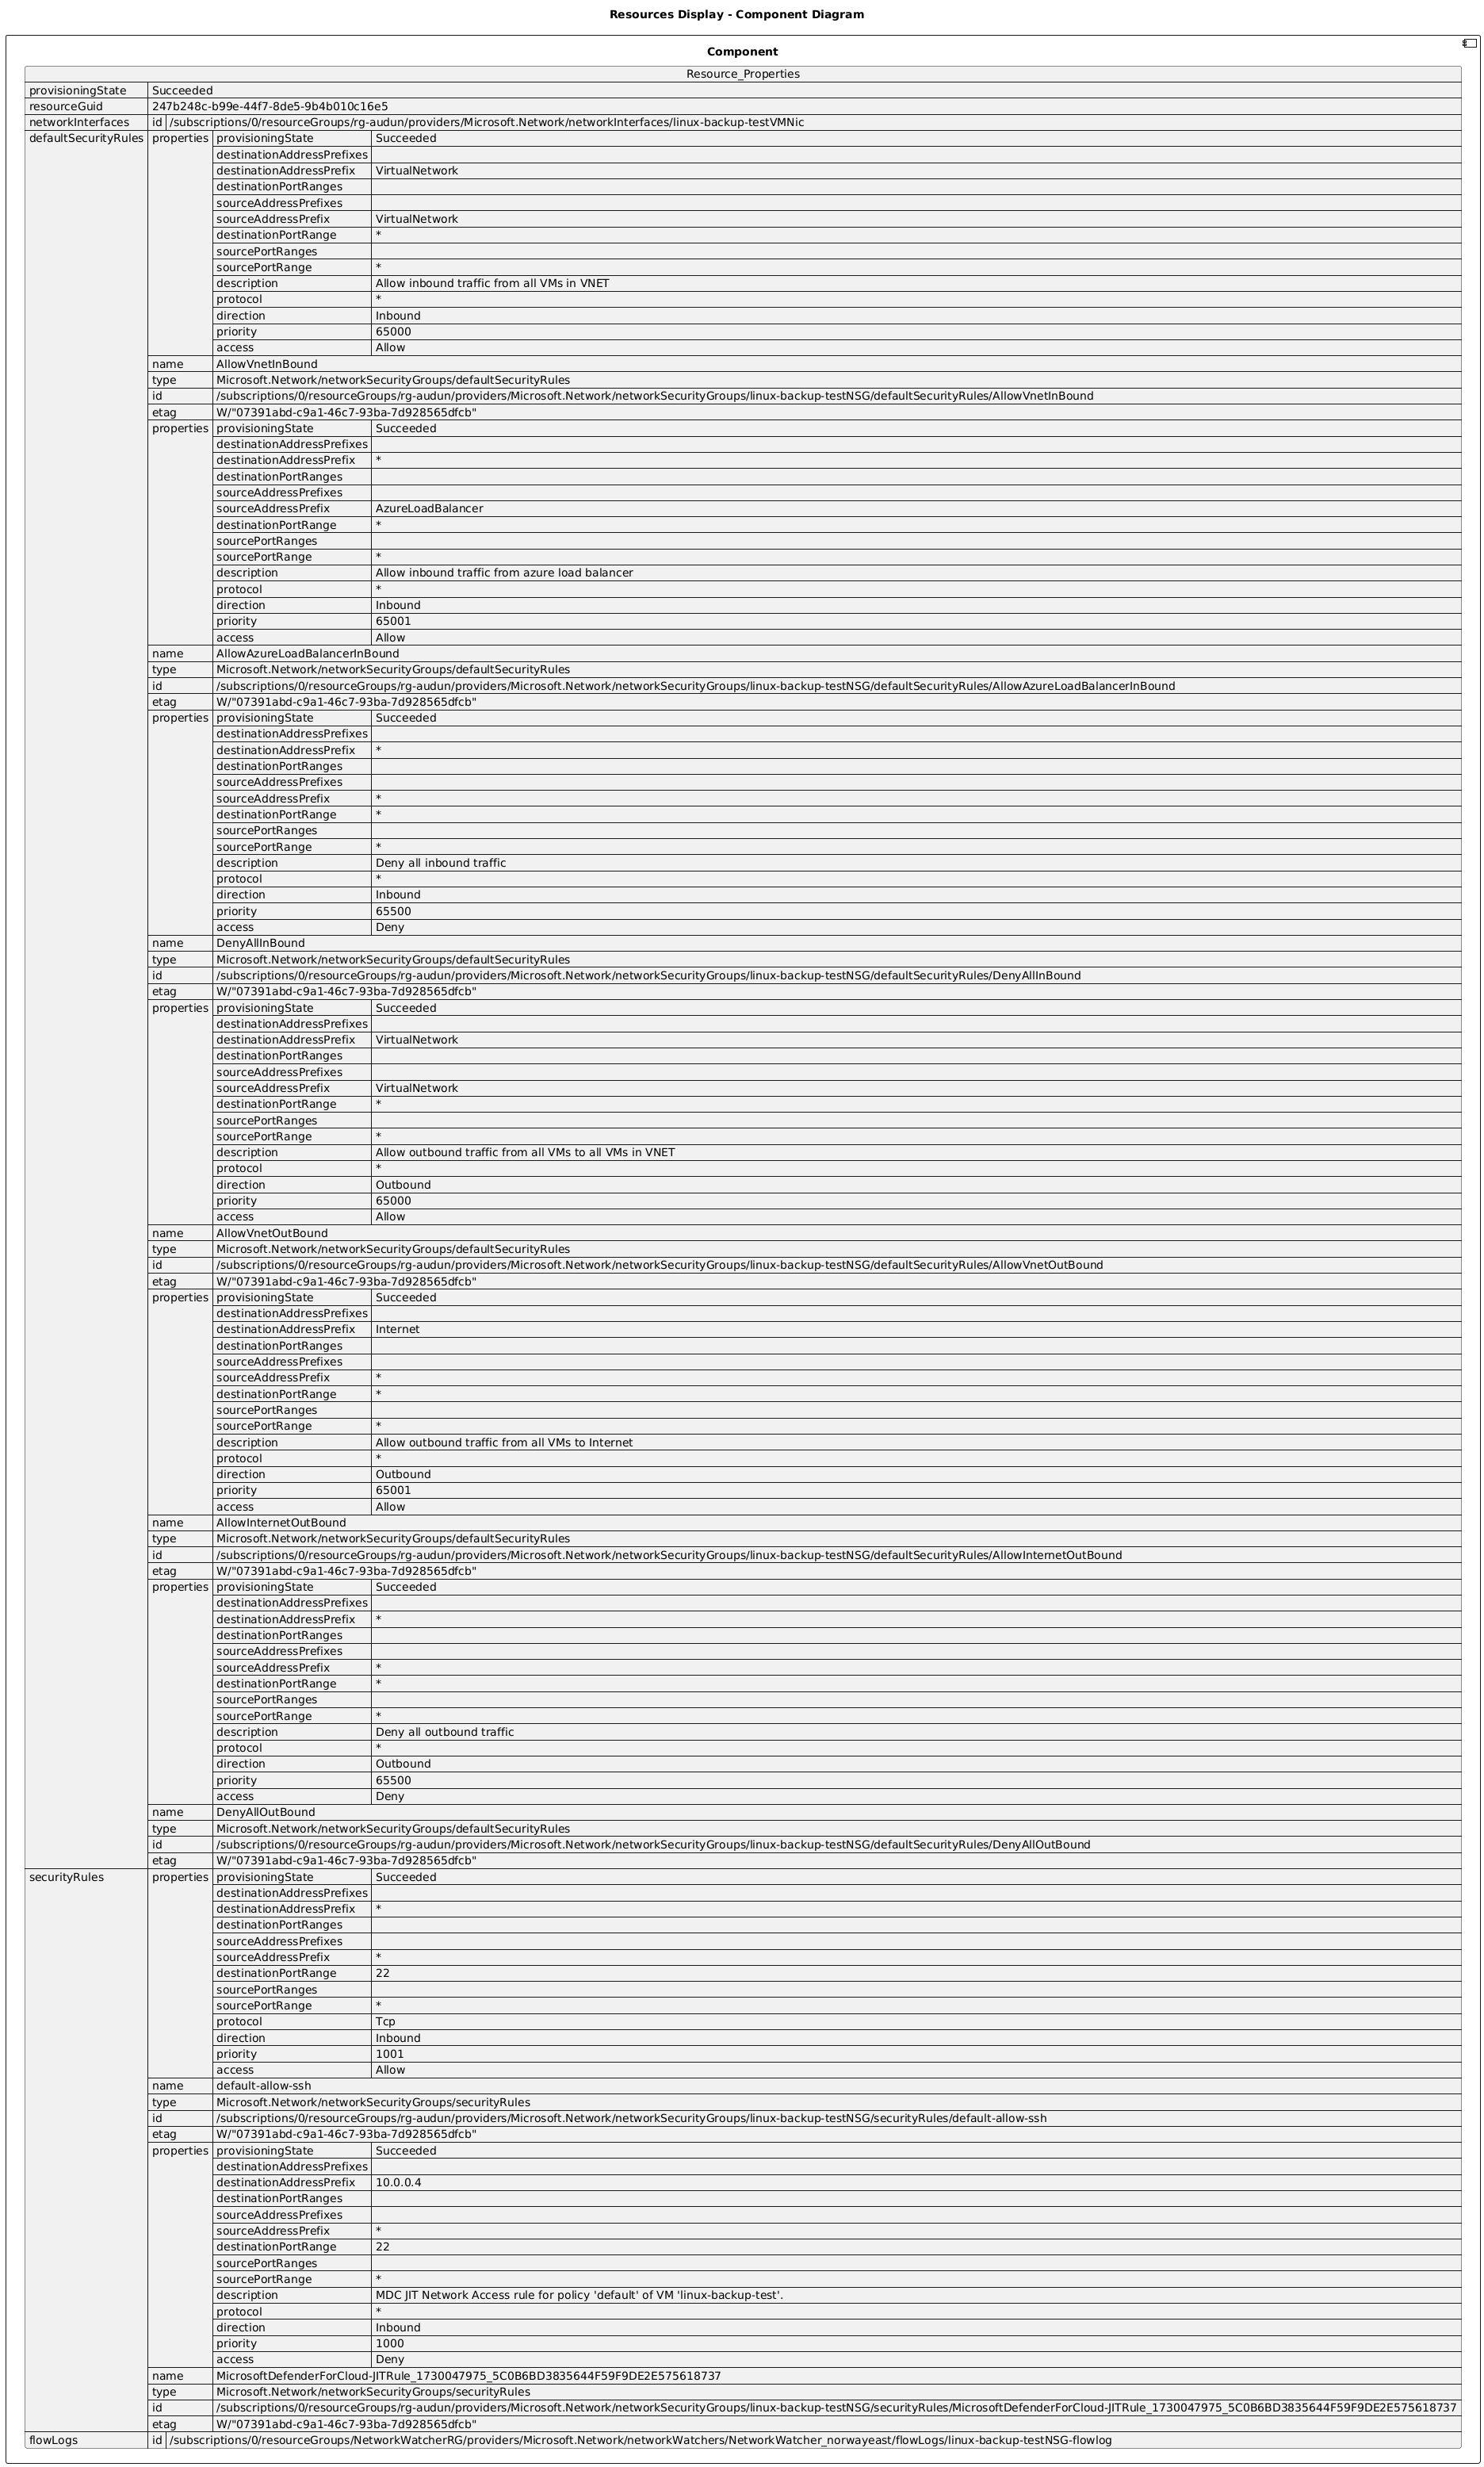 Resources Display - Component Diagram
Component
Resource_Properties
provisioningState Succeeded
resourceGuid 247b248c-b99e-44f7-8de5-9b4b010c16e5
networkInterfaces id /subscriptions/0/resourceGroups/rg-audun/providers/Microsoft.Network/networkInterfaces/linux-backup-testVMNic
defaultSecurityRules properties provisioningState Succeeded
destinationAddressPrefixes
destinationAddressPrefix VirtualNetwork
destinationPortRanges
sourceAddressPrefixes
sourceAddressPrefix VirtualNetwork
destinationPortRange *
sourcePortRanges
sourcePortRange *
description Allow inbound traffic from all VMs in VNET
protocol *
direction Inbound
priority 65000
access Allow
name AllowVnetInBound
type Microsoft.Network/networkSecurityGroups/defaultSecurityRules
id /subscriptions/0/resourceGroups/rg-audun/providers/Microsoft.Network/networkSecurityGroups/linux-backup-testNSG/defaultSecurityRules/AllowVnetInBound
etag W/"07391abd-c9a1-46c7-93ba-7d928565dfcb"
properties provisioningState Succeeded
destinationAddressPrefixes
destinationAddressPrefix *
destinationPortRanges
sourceAddressPrefixes
sourceAddressPrefix AzureLoadBalancer
destinationPortRange *
sourcePortRanges
sourcePortRange *
description Allow inbound traffic from azure load balancer
protocol *
direction Inbound
priority 65001
access Allow
name AllowAzureLoadBalancerInBound
type Microsoft.Network/networkSecurityGroups/defaultSecurityRules
id /subscriptions/0/resourceGroups/rg-audun/providers/Microsoft.Network/networkSecurityGroups/linux-backup-testNSG/defaultSecurityRules/AllowAzureLoadBalancerInBound
etag W/"07391abd-c9a1-46c7-93ba-7d928565dfcb"
properties provisioningState Succeeded
destinationAddressPrefixes
destinationAddressPrefix *
destinationPortRanges
sourceAddressPrefixes
sourceAddressPrefix *
destinationPortRange *
sourcePortRanges
sourcePortRange *
description Deny all inbound traffic
protocol *
direction Inbound
priority 65500
access Deny
name DenyAllInBound
type Microsoft.Network/networkSecurityGroups/defaultSecurityRules
id /subscriptions/0/resourceGroups/rg-audun/providers/Microsoft.Network/networkSecurityGroups/linux-backup-testNSG/defaultSecurityRules/DenyAllInBound
etag W/"07391abd-c9a1-46c7-93ba-7d928565dfcb"
properties provisioningState Succeeded
destinationAddressPrefixes
destinationAddressPrefix VirtualNetwork
destinationPortRanges
sourceAddressPrefixes
sourceAddressPrefix VirtualNetwork
destinationPortRange *
sourcePortRanges
sourcePortRange *
description Allow outbound traffic from all VMs to all VMs in VNET
protocol *
direction Outbound
priority 65000
access Allow
name AllowVnetOutBound
type Microsoft.Network/networkSecurityGroups/defaultSecurityRules
id /subscriptions/0/resourceGroups/rg-audun/providers/Microsoft.Network/networkSecurityGroups/linux-backup-testNSG/defaultSecurityRules/AllowVnetOutBound
etag W/"07391abd-c9a1-46c7-93ba-7d928565dfcb"
properties provisioningState Succeeded
destinationAddressPrefixes
destinationAddressPrefix Internet
destinationPortRanges
sourceAddressPrefixes
sourceAddressPrefix *
destinationPortRange *
sourcePortRanges
sourcePortRange *
description Allow outbound traffic from all VMs to Internet
protocol *
direction Outbound
priority 65001
access Allow
name AllowInternetOutBound
type Microsoft.Network/networkSecurityGroups/defaultSecurityRules
id /subscriptions/0/resourceGroups/rg-audun/providers/Microsoft.Network/networkSecurityGroups/linux-backup-testNSG/defaultSecurityRules/AllowInternetOutBound
etag W/"07391abd-c9a1-46c7-93ba-7d928565dfcb"
properties provisioningState Succeeded
destinationAddressPrefixes
destinationAddressPrefix *
destinationPortRanges
sourceAddressPrefixes
sourceAddressPrefix *
destinationPortRange *
sourcePortRanges
sourcePortRange *
description Deny all outbound traffic
protocol *
direction Outbound
priority 65500
access Deny
name DenyAllOutBound
type Microsoft.Network/networkSecurityGroups/defaultSecurityRules
id /subscriptions/0/resourceGroups/rg-audun/providers/Microsoft.Network/networkSecurityGroups/linux-backup-testNSG/defaultSecurityRules/DenyAllOutBound
etag W/"07391abd-c9a1-46c7-93ba-7d928565dfcb"
securityRules properties provisioningState Succeeded
destinationAddressPrefixes
destinationAddressPrefix *
destinationPortRanges
sourceAddressPrefixes
sourceAddressPrefix *
destinationPortRange 22
sourcePortRanges
sourcePortRange *
protocol Tcp
direction Inbound
priority 1001
access Allow
name default-allow-ssh
type Microsoft.Network/networkSecurityGroups/securityRules
id /subscriptions/0/resourceGroups/rg-audun/providers/Microsoft.Network/networkSecurityGroups/linux-backup-testNSG/securityRules/default-allow-ssh
etag W/"07391abd-c9a1-46c7-93ba-7d928565dfcb"
properties provisioningState Succeeded
destinationAddressPrefixes
destinationAddressPrefix 10.0.0.4
destinationPortRanges
sourceAddressPrefixes
sourceAddressPrefix *
destinationPortRange 22
sourcePortRanges
sourcePortRange *
description MDC JIT Network Access rule for policy 'default' of VM 'linux-backup-test'.
protocol *
direction Inbound
priority 1000
access Deny
name MicrosoftDefenderForCloud-JITRule_1730047975_5C0B6BD3835644F59F9DE2E575618737
type Microsoft.Network/networkSecurityGroups/securityRules
id /subscriptions/0/resourceGroups/rg-audun/providers/Microsoft.Network/networkSecurityGroups/linux-backup-testNSG/securityRules/MicrosoftDefenderForCloud-JITRule_1730047975_5C0B6BD3835644F59F9DE2E575618737
etag W/"07391abd-c9a1-46c7-93ba-7d928565dfcb"
flowLogs id /subscriptions/0/resourceGroups/NetworkWatcherRG/providers/Microsoft.Network/networkWatchers/NetworkWatcher_norwayeast/flowLogs/linux-backup-testNSG-flowlog